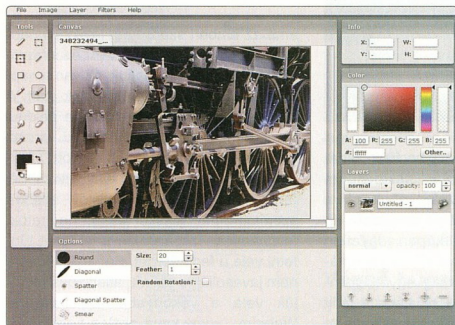 File Image Layer Filters Help
Tools
Canvas
348232494_...
Info
X: - W:
Y: - H:
Color
A: 100 R: 255 G: 255 B: 255
#: ffffff Other..
Layers
normal opacity: 100
Untitled - 1
A
Options
Round
Diagonal
Spatter
Diagonal Spatter
Smear
Size: 20
Feather: 1
Random Rotation?: